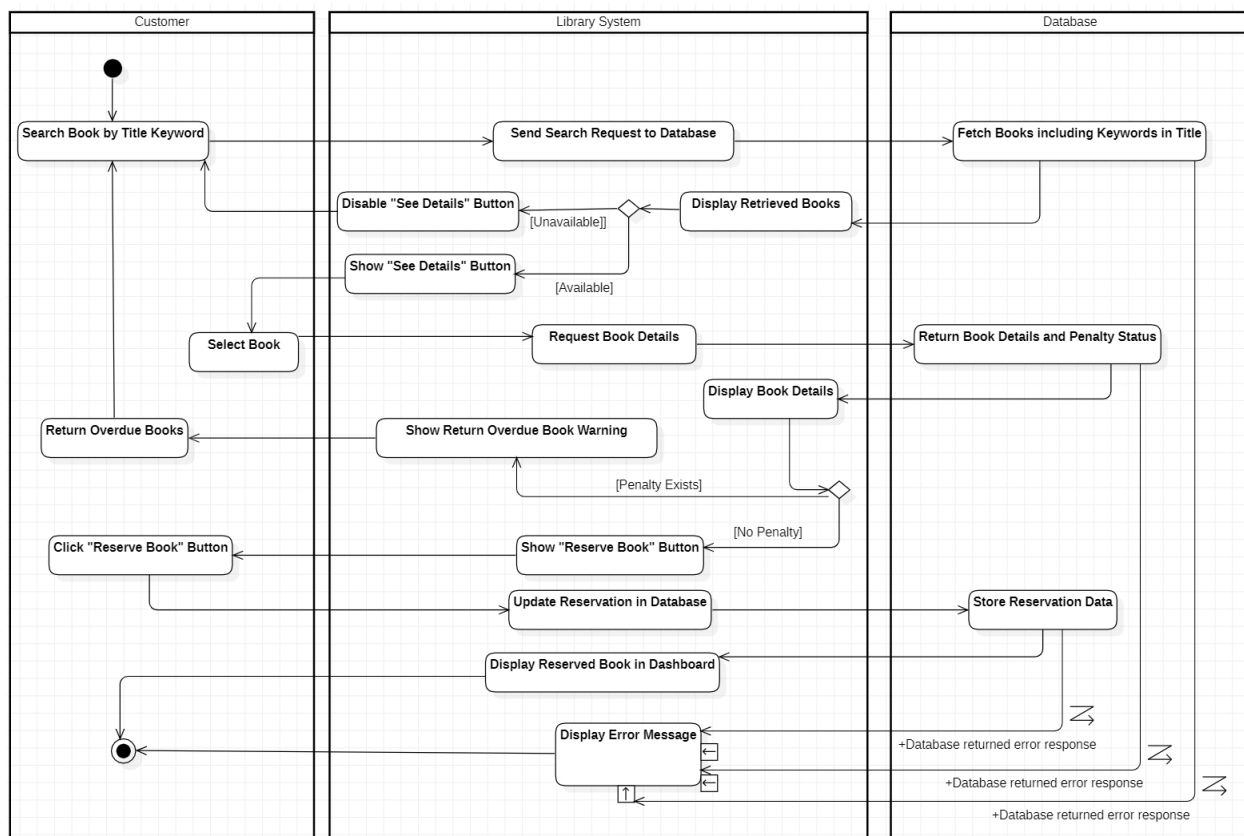 Customer
Library System
Database
Search Book by Title Keyword
Send Search Request to Database
Fetch Books including Keywords in Title
Disable "See Details" Button
Display Retrieved Books
[Unavailable]]
Show "See Details" Button
[Available]
Select Book
Request Book Details
Return Book Details and Penalty Status
Display Book Details
Return Overdue Books
Show Return Overdue Book Warning
[Penalty Exists]
[No Penalty]
Click "Reserve Book" Button
Show "Reserve Book" Button
Update Reservation in Database
Store Reservation Data
Display Reserved Book in Dashboard
Display Error Message
+Database returned error response
+Database returned error response
+Database returned error response